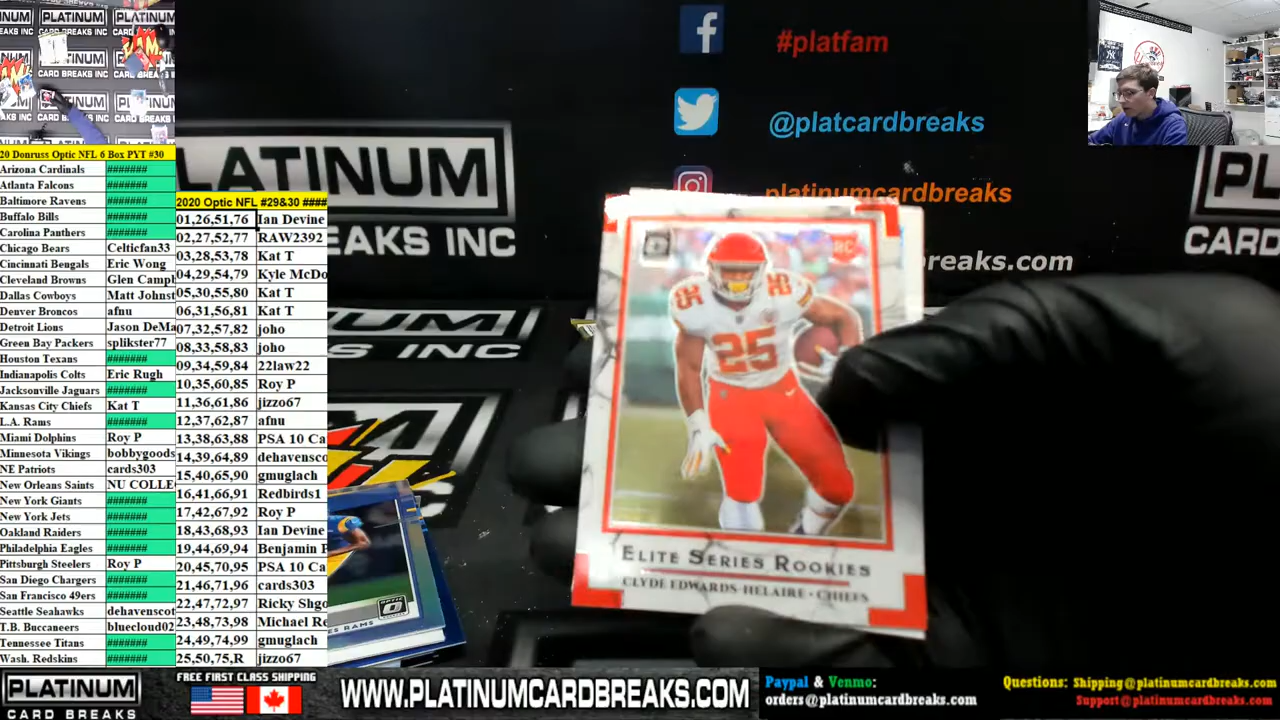 PLATINUM
CARD BREAKS INC
#platfam
@platcardbreaks
platinumcardbreaks
breaks.com
PLATINUM
BREAKS INC
20 Donruss Optic NFL 6 Box PYT #30
Arizona Cardinals #######
Atlanta Falcons #######
Baltimore Ravens #######
Buffalo Bills #######
Carolina Panthers #######
Chicago Bears Celticfan33
Cincinnati Bengals Eric Wong
Cleveland Browns Glen Camp
Dallas Cowboys Matt Johnst
Denver Broncos afnu
Detroit Lions Jason DeMa
Green Bay Packers splikster77
Houston Texans #######
Indianapolis Colts Eric Rugh
Jacksonville Jaguars #######
Kansas City Chiefs Kat T
L.A. Rams #######
Miami Dolphins Roy P
Minnesota Vikings bobbygoods
NE Patriots cards303
New Orleans Saints NU COLLE
New York Giants #######
New York Jets #######
Oakland Raiders #######
Philadelphia Eagles #######
Pittsburgh Steelers Roy P
San Diego Chargers #######
San Francisco 49ers #######
Seattle Seahawks dehavenscot
T.B. Buccaneers bluecloud02
Tennessee Titans #######
Wash. Redskins #######
2020 Optic NFL #29&30 ####
01,26,51,76 Ian Devine
02,27,52,77 RAW2392
03,28,53,78 Kat T
04,29,54,79 Kyle McDo
05,30,55,80 Kat T
06,31,56,81 Kat T
07,32,57,82 joho
08,33,58,83 joho
09,34,59,84 22law22
10,35,60,85 Roy P
11,36,61,86 jizzo67
12,37,62,87 afnu
13,38,63,88 PSA 10 Ca
14,39,64,89 dehavensco
15,40,65,90 gmuglach
16,41,66,91 Redbirds1
17,42,67,92 Roy P
18,43,68,93 Ian Devine
19,44,69,94 Benjamin P
20,45,70,95 PSA 10 Ca
21,46,71,96 cards303
22,47,72,97 Ricky Shgo
23,48,73,98 Michael Re
24,49,74,99 gmuglach
25,50,75,R jizzo67
RC
25
ELITE SERIES ROOKIES
CLYDE EDWARDS-HELAIRE • CHIEFS
PLATINUM
CARD BREAKS
FREE FIRST CLASS SHIPPING
WWW.PLATINUMCARDBREAKS.COM
Paypal & Venmo:
orders@platinumcardbreaks.com
Questions: Shipping@platinumcardbreaks.com
Support@platinumcardbreaks.com